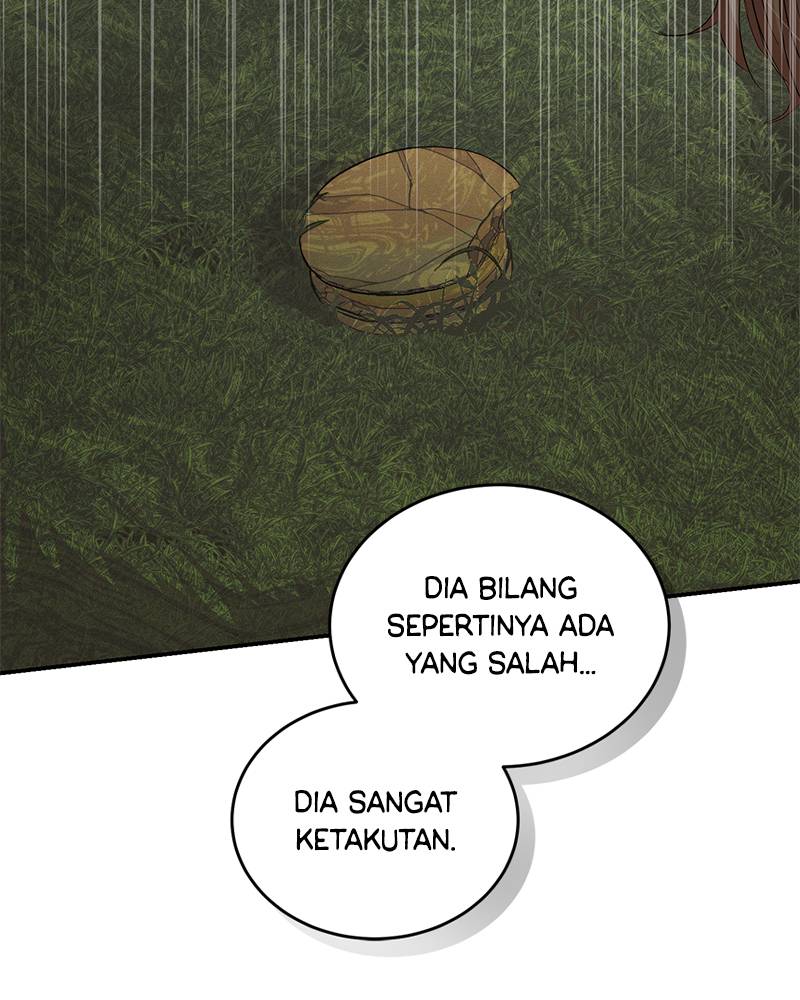 DIA BILANG
SEPERTINYA ADA
YANG SALAH...
DIA SANGAT
KETAKUTAN.